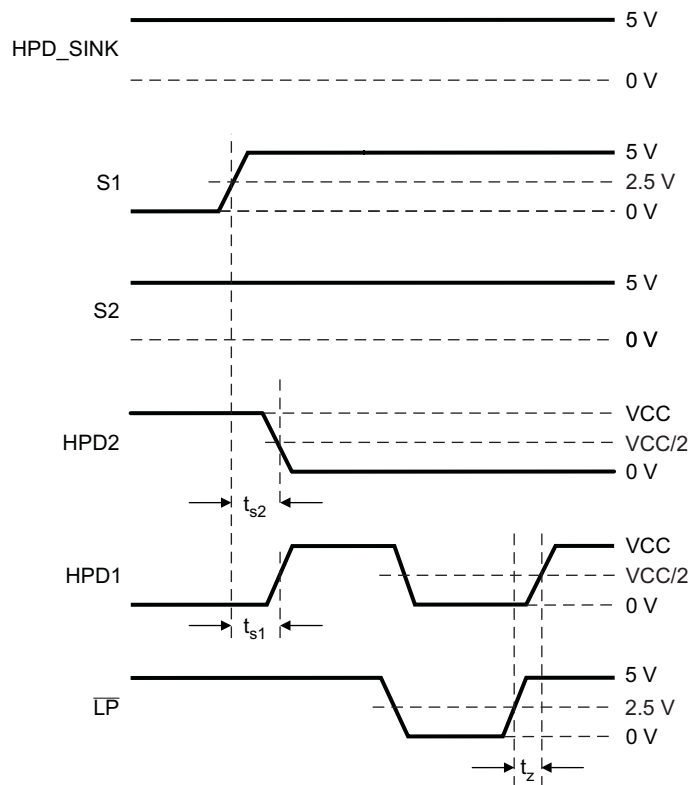 5 V
HPD_SINK
0 V
5 V
S1
2.5 V
0 V
5 V
S2
0 V
VCC
HPD2
VCC/2
0 V
ts2
VCC
HPD1
VCC/2
0 V
ts1
5 V
LP
2.5 V
0 V
tz